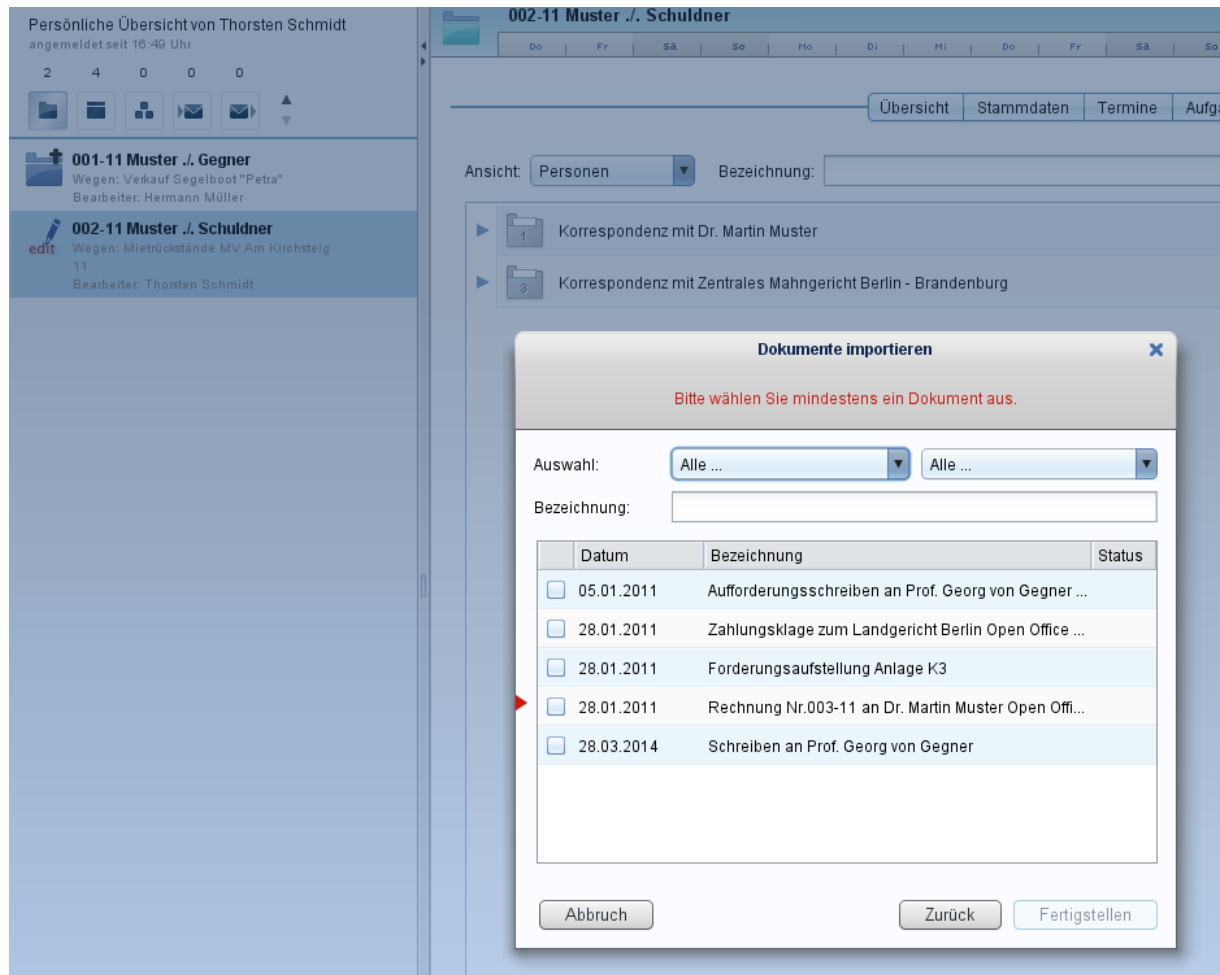 Persönliche Übersicht von Thorsten Schmidt
angemeldet seit 16:49 Uhr
2 4 0 0 0
001-11 Muster ./. Gegner
Wegen: Verkauf Segelboot "Petra"
Bearbeiter: Hermann Müller
002-11 Muster ./. Schuldner
edit
Wegen: Mietrückstände MV Am Kirchsteig
11
Bearbeiter: Thorsten Schmidt
002-11 Muster ./. Schuldner
Do | Fr | Sa | So | Mo | Di | Mi | Do | Fr | Sa | So
Übersicht Stammdaten Termine Aufga
Ansicht: Personen Bezeichnung:
1 Korrespondenz mit Dr. Martin Muster
3 Korrespondenz mit Zentrales Mahngericht Berlin - Brandenburg
Dokumente importieren
Bitte wählen Sie mindestens ein Dokument aus.
Auswahl: Alle ... Alle ...
Bezeichnung:
Datum Bezeichnung Status
05.01.2011 Aufforderungsschreiben an Prof. Georg von Gegner ...
28.01.2011 Zahlungsklage zum Landgericht Berlin Open Office ...
28.01.2011 Forderungsaufstellung Anlage K3
28.01.2011 Rechnung Nr.003-11 an Dr. Martin Muster Open Offi...
28.03.2014 Schreiben an Prof. Georg von Gegner
Abbruch Zurück Fertigstellen